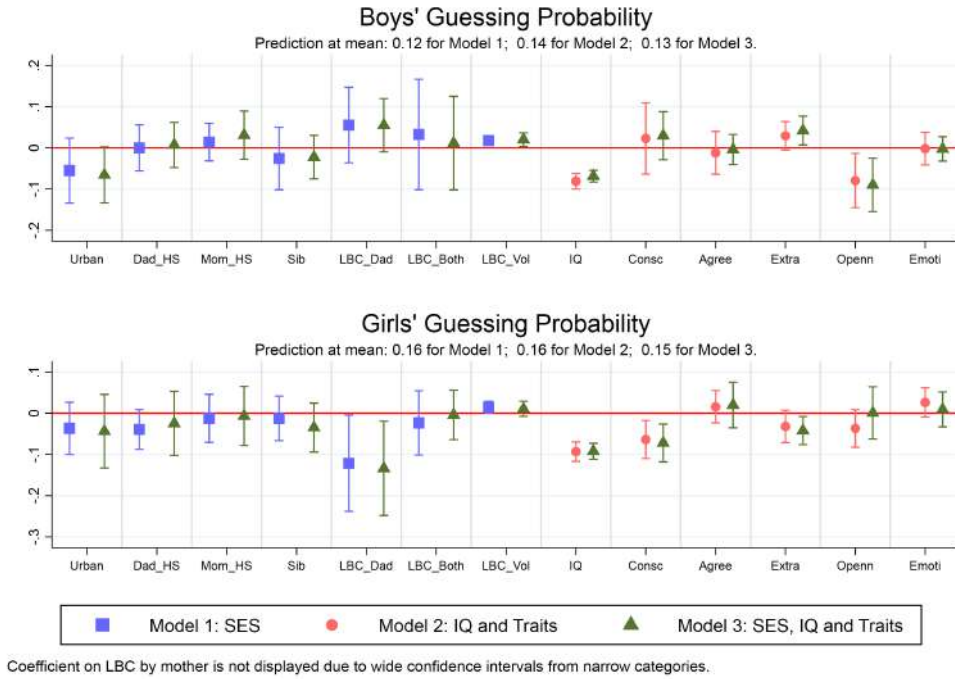 Boys' Guessing Probability
Prediction at mean: 0.12 for Model 1; 0.14 for Model 2; 0.13 for Model 3.
.2
.1
0
-.1
-.2
Urban Dad_HS Mom_HS Sib LBC_Dad LBC_Both LBC_Vol IQ Consc Agree Extra Openn Emoti
Girls' Guessing Probability
Prediction at mean: 0.16 for Model 1; 0.16 for Model 2; 0.15 for Model 3.
.1
0
-.1
-.2
-.3
Urban Dad_HS Mom_HS Sib LBC_Dad LBC_Both LBC_Vol IQ Consc Agree Extra Openn Emoti
Model 1: SES Model 2: IQ and Traits Model 3: SES, IQ and Traits
Coefficient on LBC by mother is not displayed due to wide confidence intervals from narrow categories.